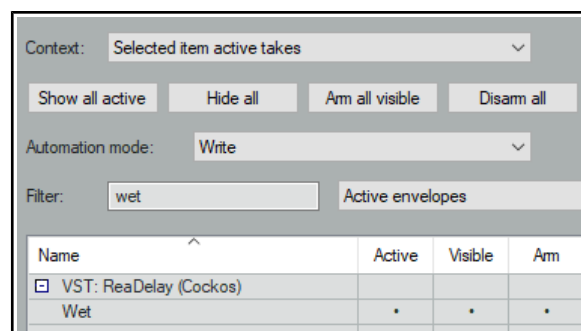 Context: Selected item active takes
Show all active Hide all Arm all visible Disarm all
Automation mode: Write
Filter: wet Active envelopes
Name Active Visible Arm
VST: ReaDelay (Cockos)
Wet